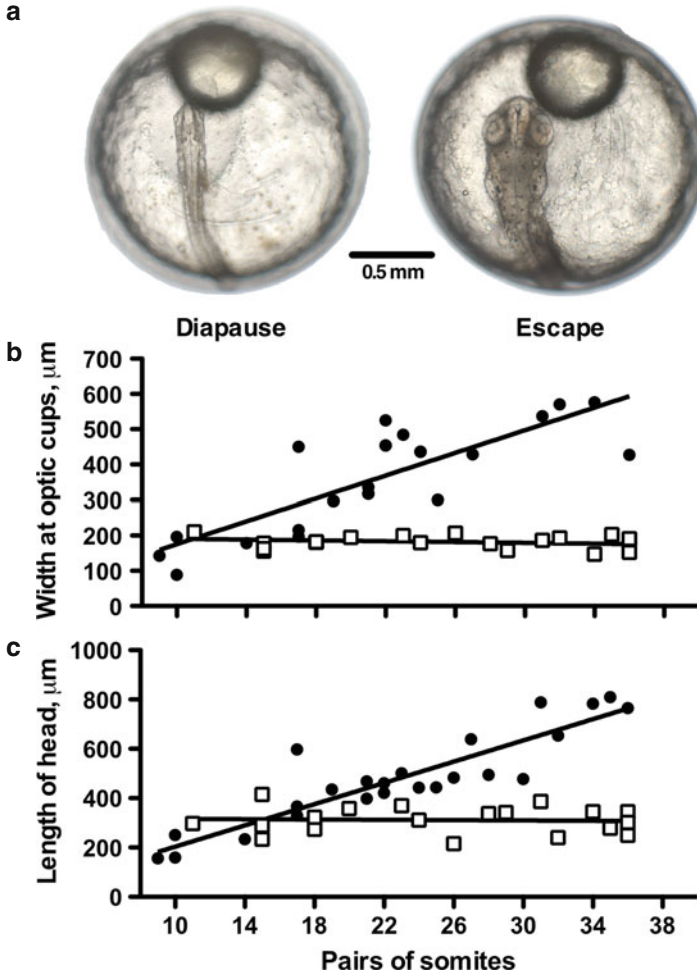 a
0.5 mm
Diapause Escape
b
Width at optic cups, μm
700
600
500
400
300
200
100
0
c
Length of head, μm
1000
800
600
400
200
0
10 14 18 22 26 30 34 38
Pairs of somites